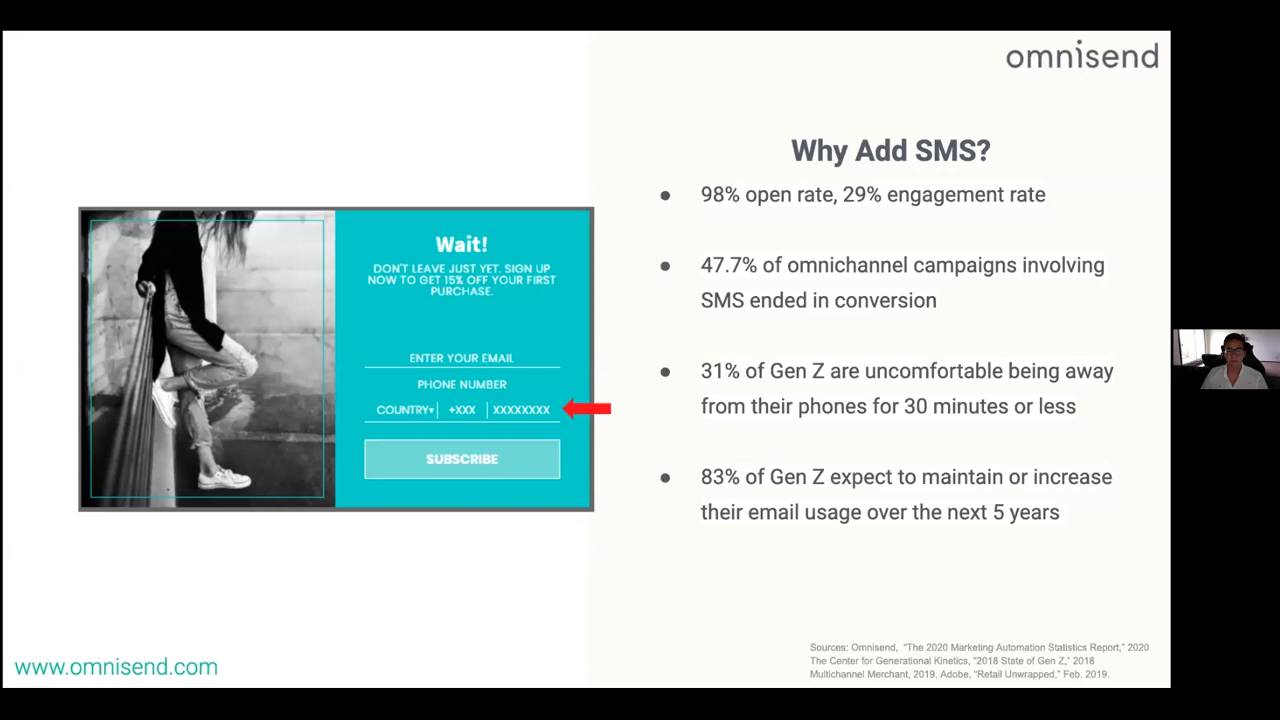 omnisend
Why Add SMS?
● 98% open rate, 29% engagement rate
● 47.7% of omnichannel campaigns involving
SMS ended in conversion
● 31% of Gen Z are uncomfortable being away
from their phones for 30 minutes or less
● 83% of Gen Z expect to maintain or increase
their email usage over the next 5 years
Wait!
DON'T LEAVE JUST YET. SIGN UP
NOW TO GET 15% OFF YOUR FIRST
PURCHASE.
ENTER YOUR EMAIL
PHONE NUMBER
COUNTRY▾ +XXX XXXXXXXX
SUBSCRIBE
www.omnisend.com
Sources: Omnisend, "The 2020 Marketing Automation Statistics Report," 2020
The Center for Generational Kinetics, "2018 State of Gen Z," 2018
Multichannel Merchant, 2019, Adobe, "Retail Unwrapped," Feb. 2019.